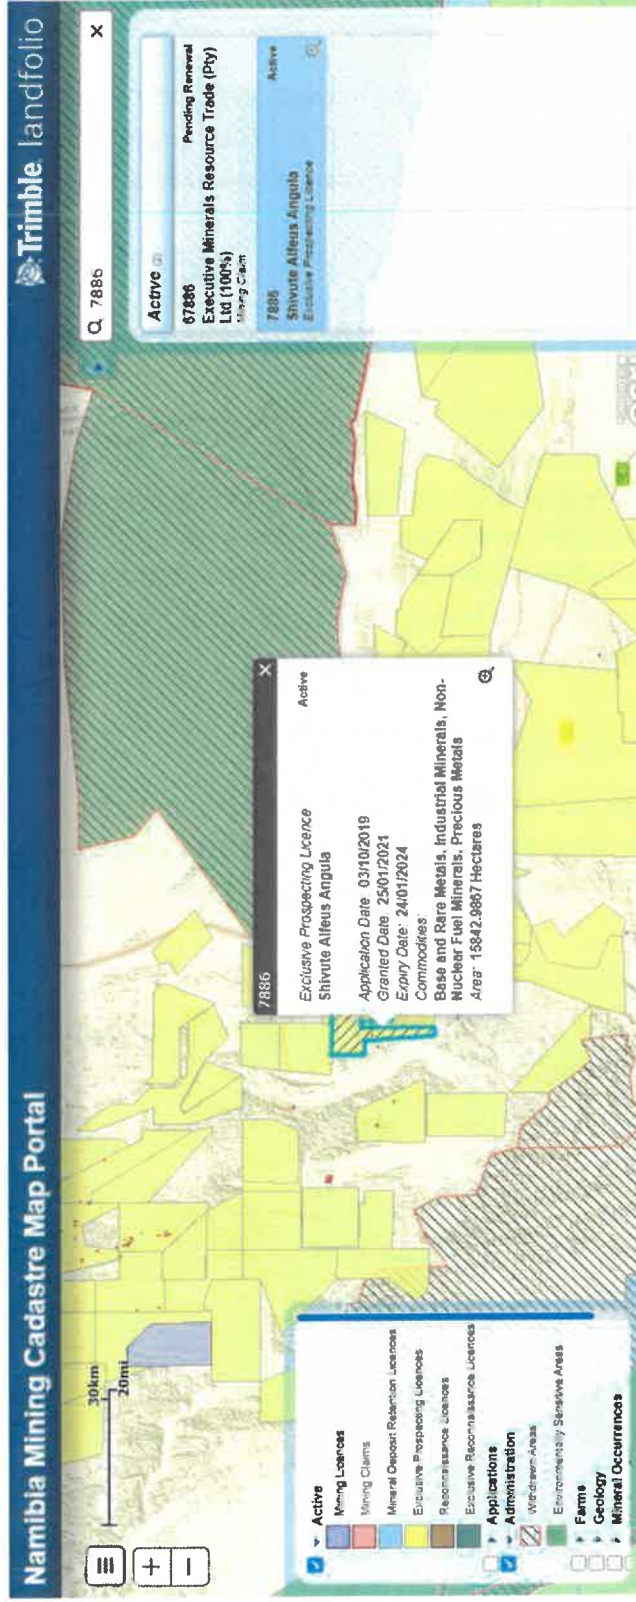 Namibia Mining Cadastre Map Portal
Trimble landfolio
30km
20mi
+
−
7886
×
Active (2)
67886
Pending Renewal
Executive Minerals Resource Trade (Pty)
Ltd (100%)
Mining Claim
7886
Active
Shivute Alfeus Angula
Exclusive Prospecting Licence
7886
×
Exclusive Prospecting Licence
Active
Shivute Alfeus Angula
Application Date: 03/10/2019
Granted Date: 25/01/2021
Expiry Date: 24/01/2024
Commodities:
Base and Rare Metals, Industrial Minerals, Non-
Nuclear Fuel Minerals, Precious Metals
Area: 15842.9867 Hectares
Active
Mining Licences
Mining Claims
Mineral Deposit Retention Licences
Exclusive Prospecting Licences
Reconnaissance Licences
Exclusive Reconnaissance Licences
Applications
Administration
Withdrawn Areas
Environmentally Sensitive Areas
Farms
Geology
Mineral Occurrences